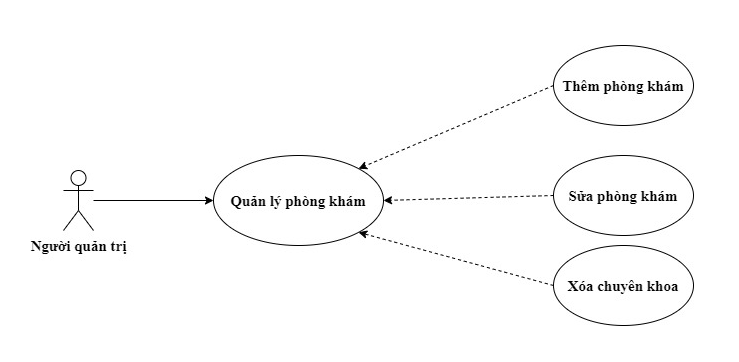 Thêm phòng khám
Quản lý phòng khám
Sửa phòng khám
Người quản trị
Xóa chuyên khoa